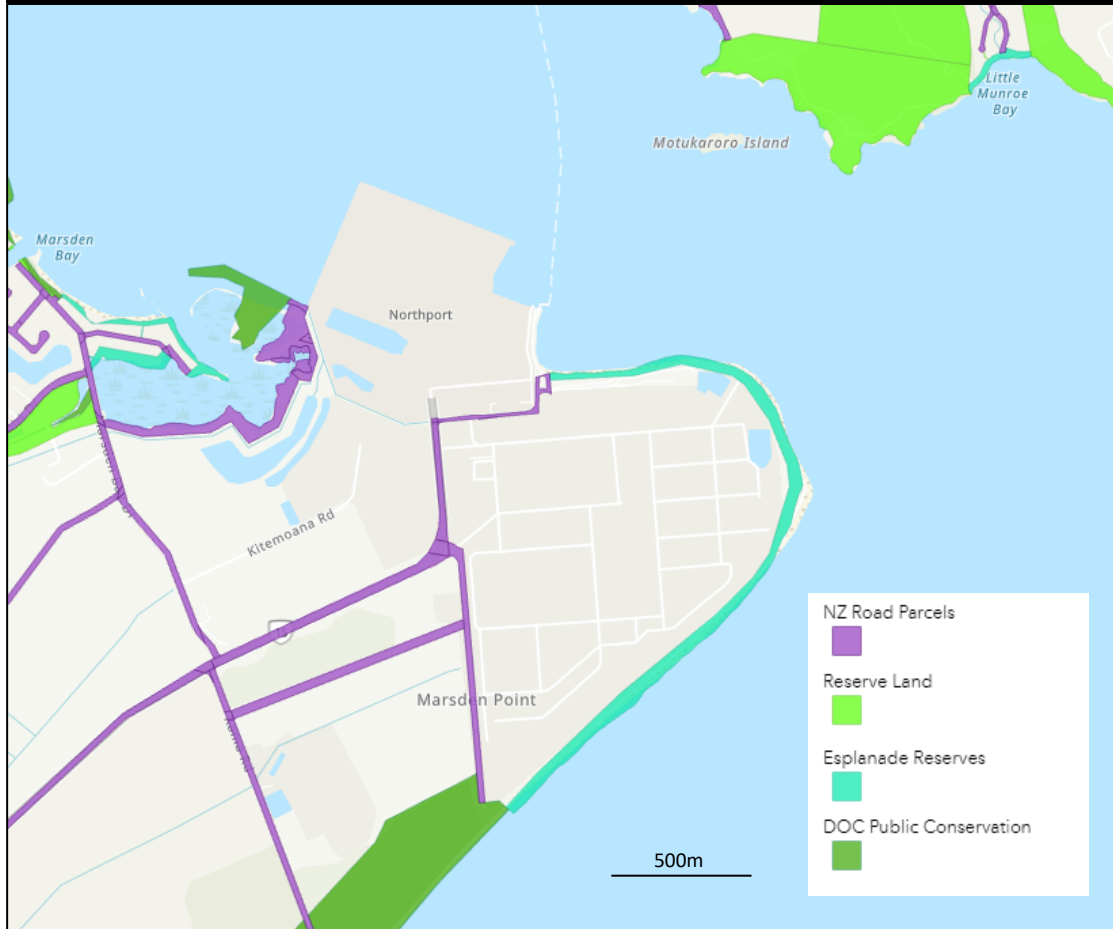 Little
Munroe
Bay
Motukaroro Island
Marsden
Bay
Northport
Kitemoana Rd
15
Marsden Point
NZ Road Parcels
Reserve Land
Esplanade Reserves
DOC Public Conservation
500m